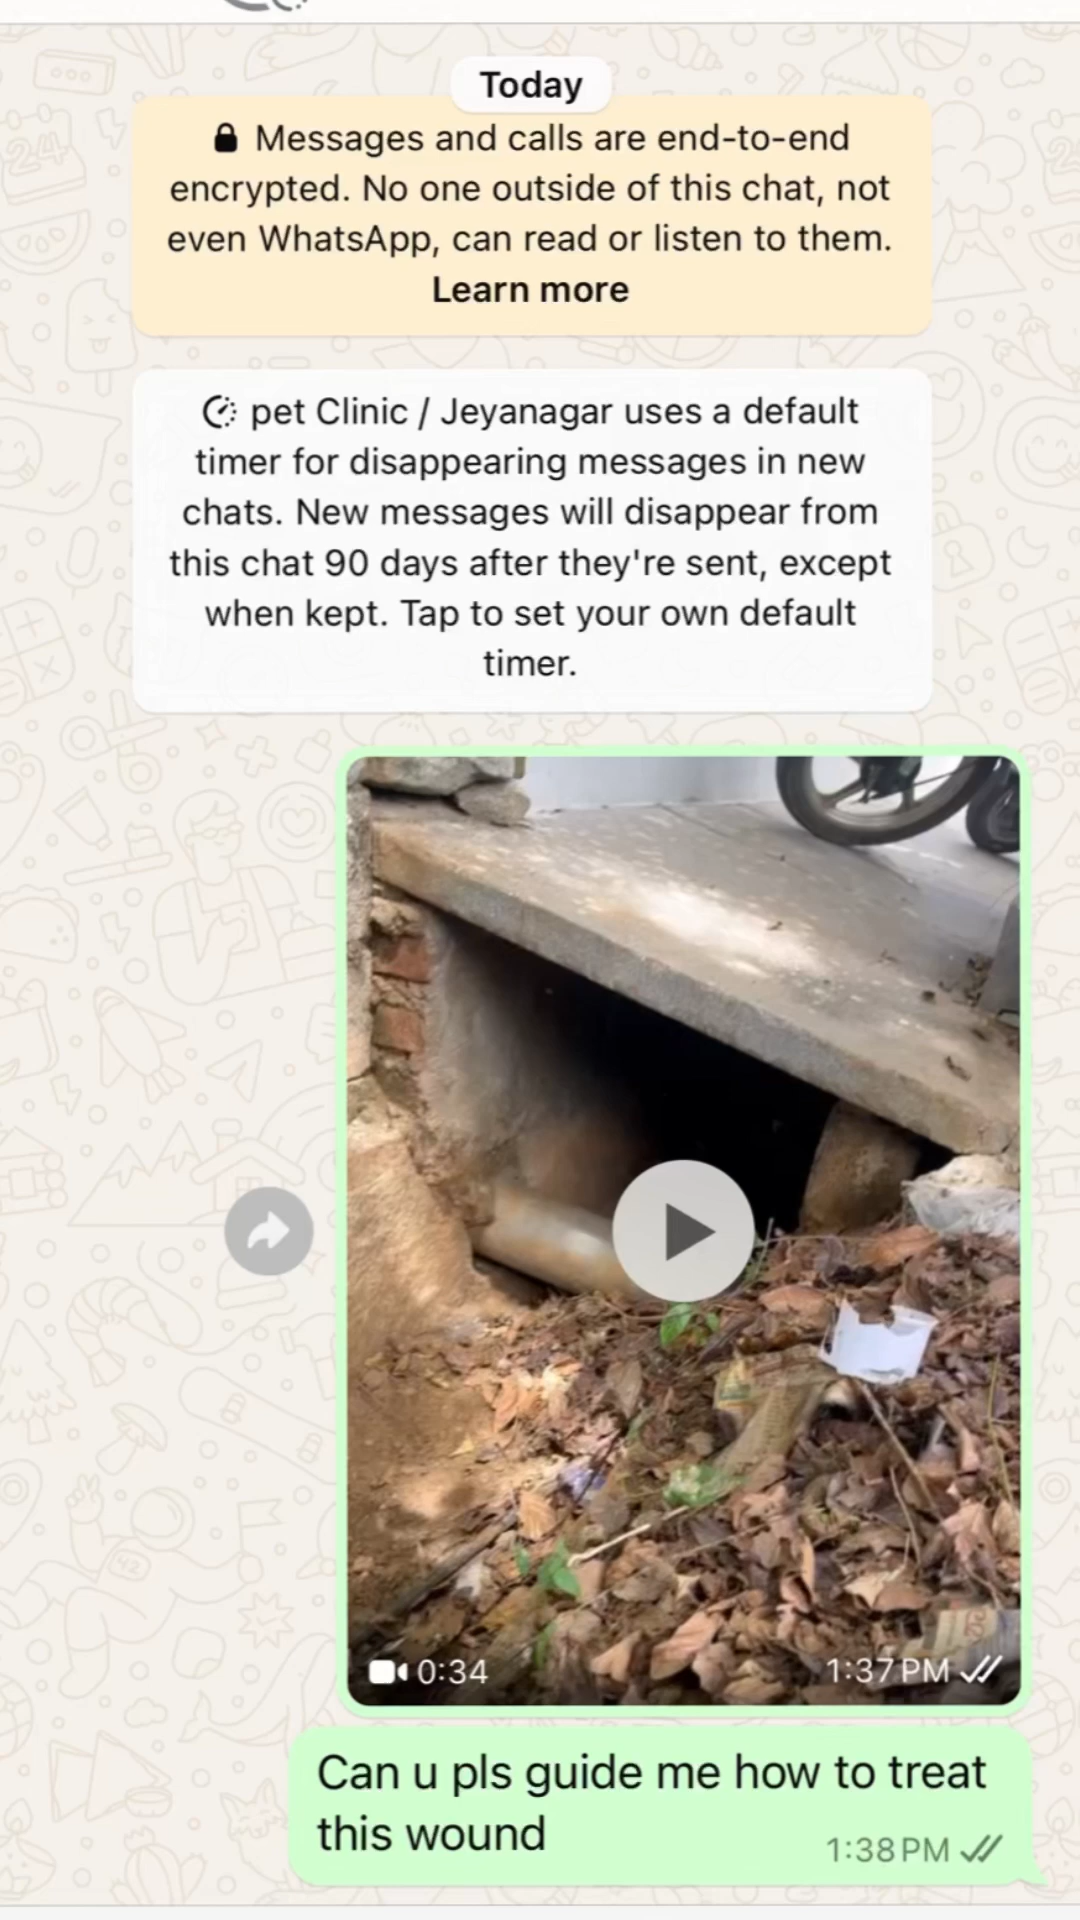 Today
Messages and calls are end-to-end
encrypted. No one outside of this chat, not
even WhatsApp, can read or listen to them.
Learn more
pet Clinic / Jeyanagar uses a default
timer for disappearing messages in new
chats. New messages will disappear from
this chat 90 days after they're sent, except
when kept. Tap to set your own default
timer.
0:34
1:37 PM
Can u pls guide me how to treat
this wound
1:38 PM